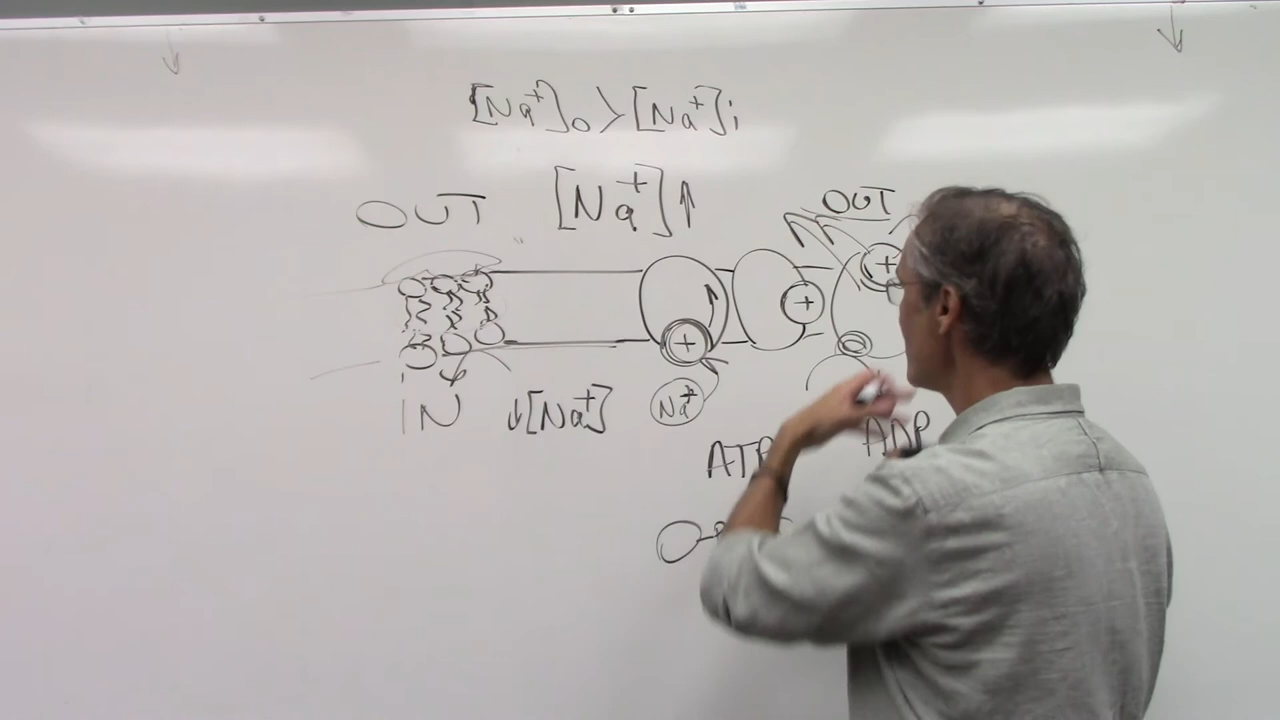 [Na⁺]o > [Na⁺]i
OUT [Na⁺]↑ OUT
+ + +
IN ↓[Na⁺] Na⁺
ATP ADP